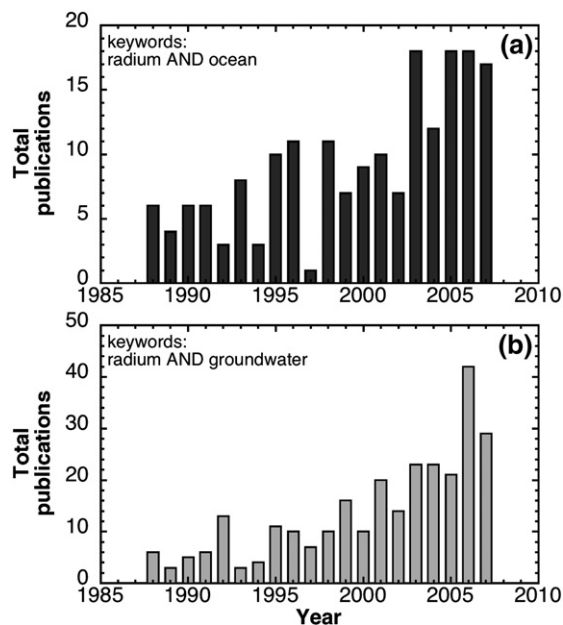 20
keywords:
radium AND ocean
(a)
15
10
5
0
Total
publications
1985 1990 1995 2000 2005 2010
50
keywords:
radium AND groundwater
(b)
40
30
20
10
0
Total
publications
1985 1990 1995 2000 2005 2010
Year